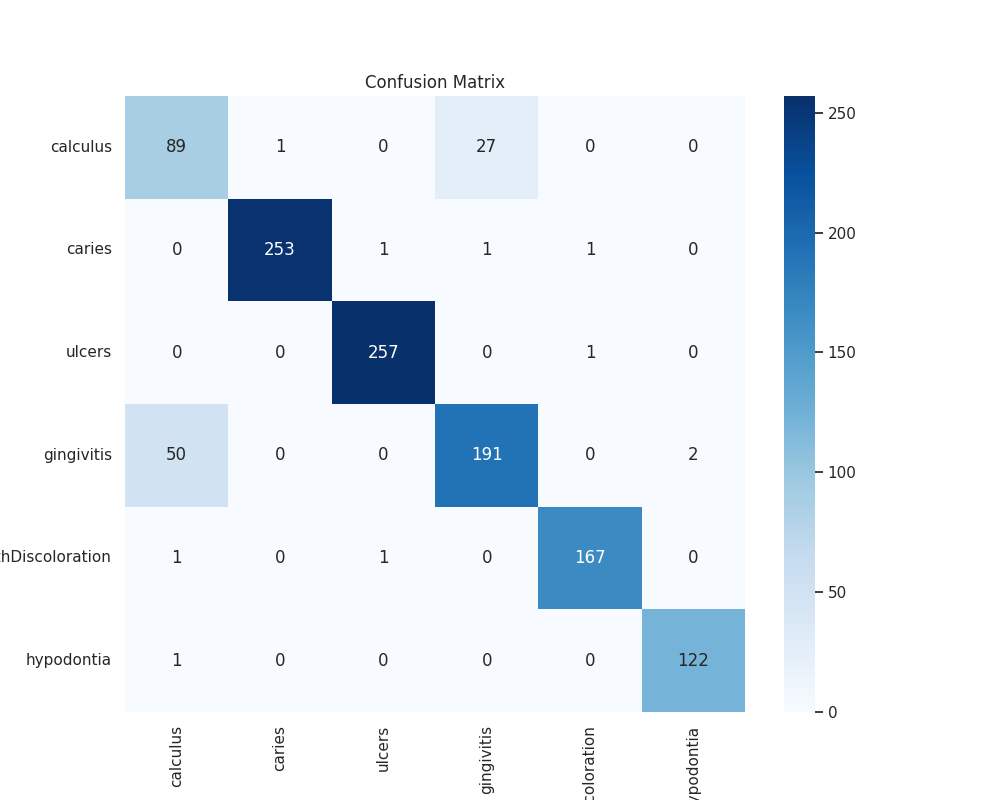 Confusion Matrix
calculus 89 1 0 27 0 0
caries 0 253 1 1 1 0
ulcers 0 0 257 0 1 0
gingivitis 50 0 0 191 0 2
thDiscoloration 1 0 1 0 167 0
hypodontia 1 0 0 0 0 122
calculus caries ulcers gingivitis coloration ypodontia
250
200
150
100
50
0